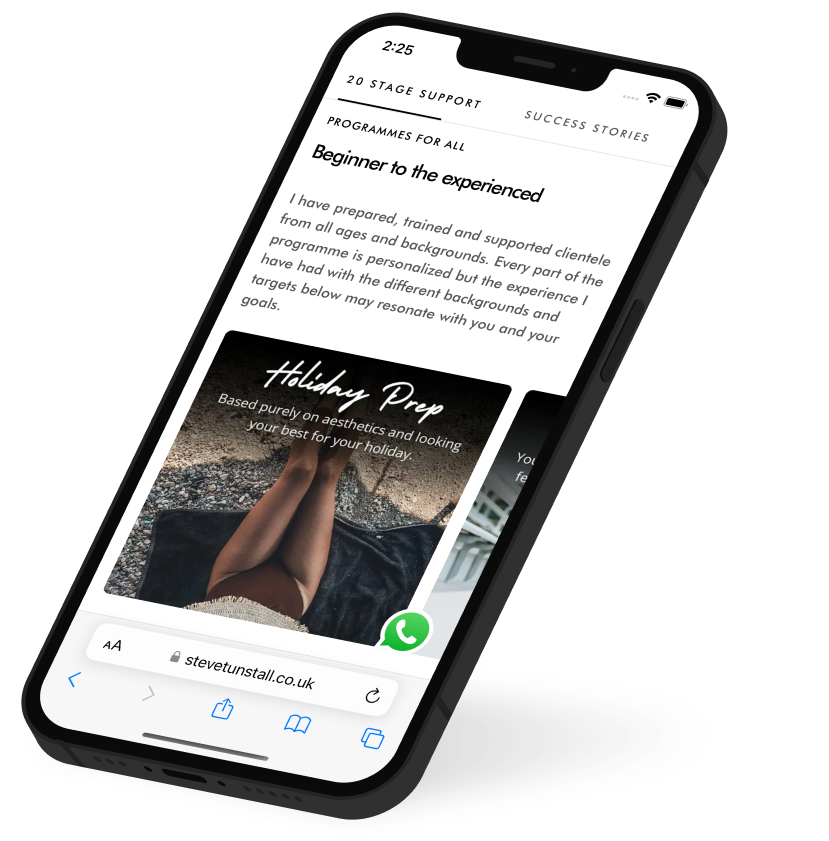 2:25
20 STAGE SUPPORT
SUCCESS STORIES
PROGRAMMES FOR ALL
Beginner to the experienced
I have prepared, trained and supported clientele
from all ages and backgrounds. Every part of the
programme is personalized but the experience I
have had with the different backgrounds and
targets below may resonate with you and your
goals.
Holiday Prep
Based purely on aesthetics and looking
your best for your holiday.
AA
stevetunstall.co.uk